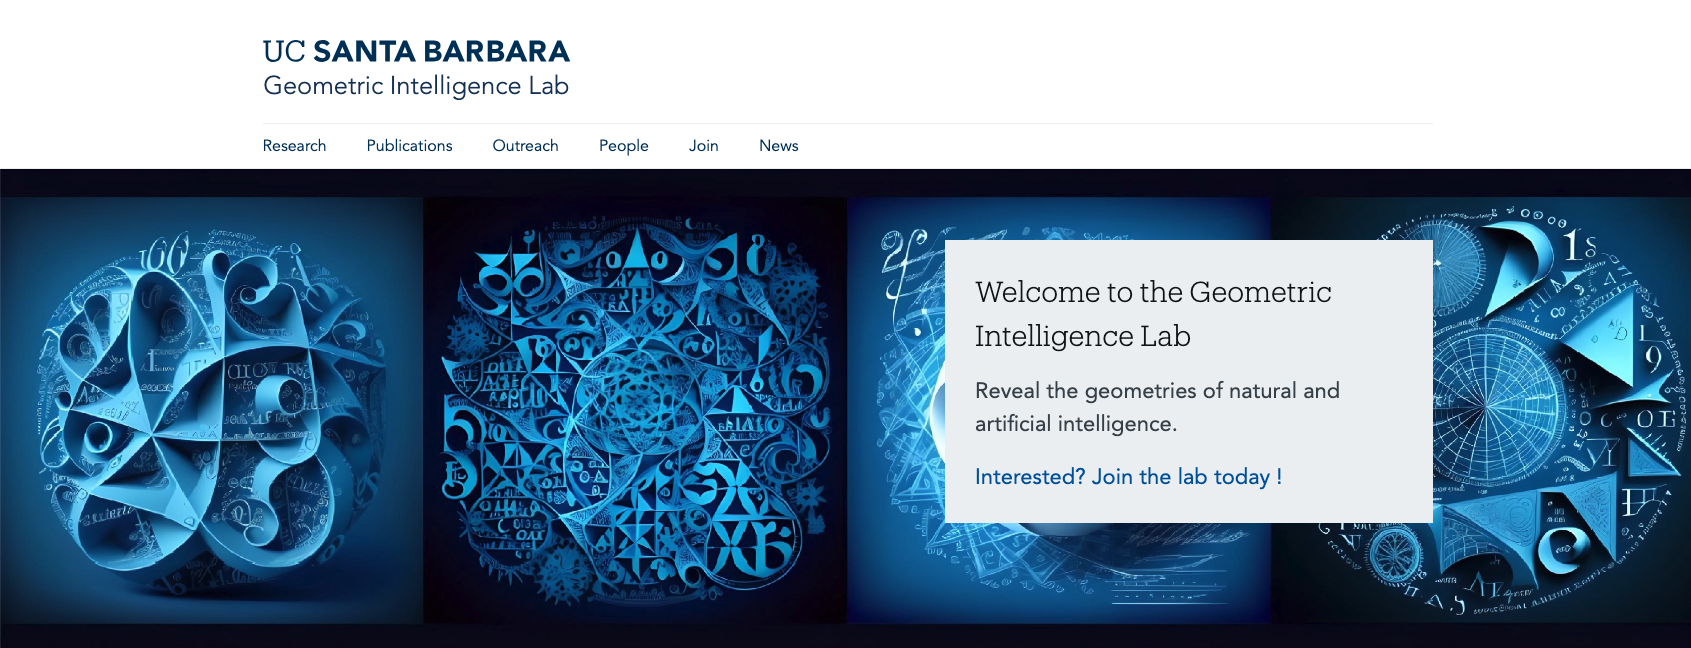 UC SANTA BARBARA
Geometric Intelligence Lab
Research Publications Outreach People Join News
Welcome to the Geometric
Intelligence Lab
Reveal the geometries of natural and
artificial intelligence.
Interested? Join the lab today !